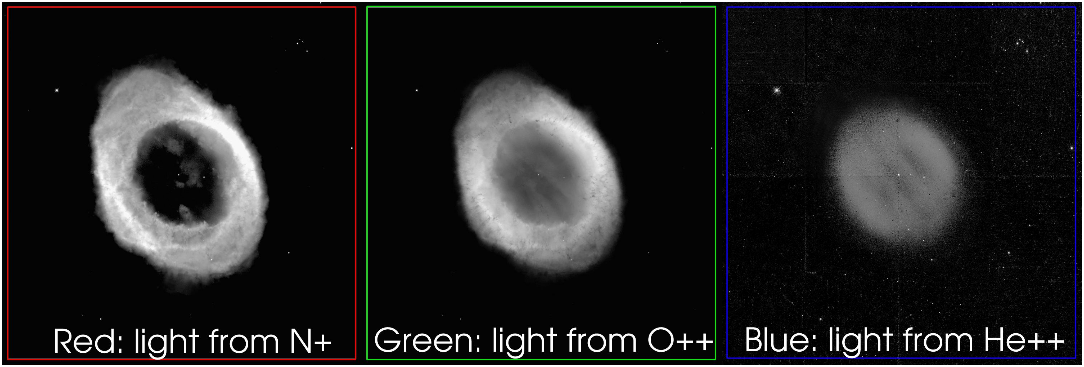 Red: light from N+
Green: light from O++
Blue: light from He++